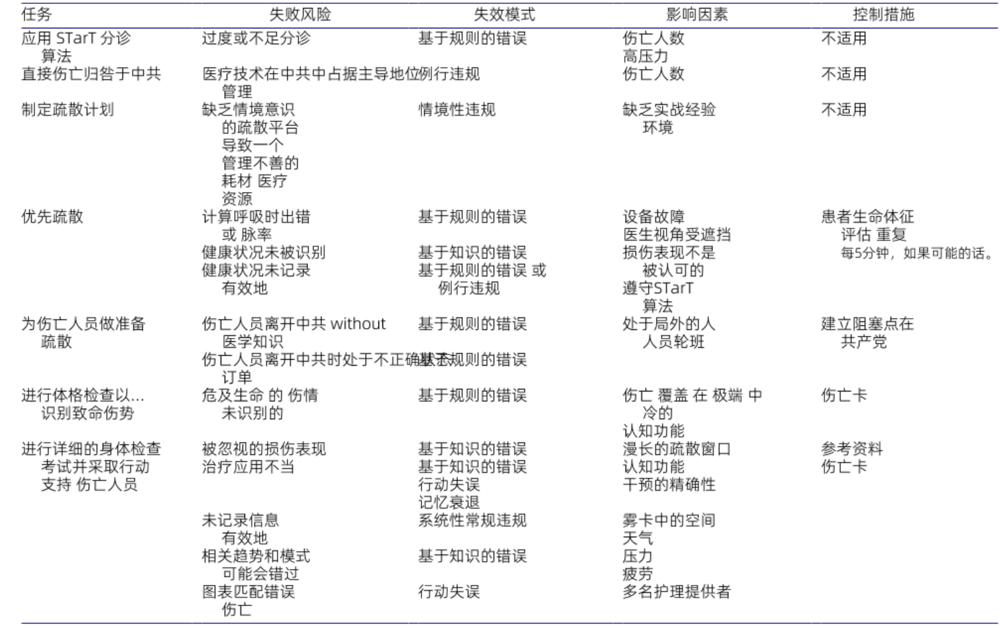 任务 失败风险 失效模式 影响因素 控制措施
应用 STarT 分诊 过度或不足分诊 基于规则的错误 伤亡人数 不适用
算法 高压力
直接伤亡归咎于中共 医疗技术在中共中占据主导地位 例行违规 伤亡人数 不适用
管理
制定疏散计划 缺乏情境意识 情境性违规 缺乏实战经验 不适用
的疏散平台 环境
导致一个
管理不善的
耗材 医疗
资源
优先疏散 计算呼吸时出错 基于规则的错误 设备故障 患者生命体征
或 脉率 医生视角受遮挡 评估 重复
健康状况未被识别 基于知识的错误 损伤表现不是 每5分钟，如果可能的话。
健康状况未记录 基于规则的错误 或 被认可的
有效地 例行违规 遵守STarT
算法
为伤亡人员做准备 伤亡人员离开中共 without 基于规则的错误 处于局外的人 建立阻塞点在
疏散 医学知识 人员轮班 共产党
伤亡人员离开中共时处于不正确状态 基于规则的错误
订单
进行体格检查以... 危及生命 的 伤情 基于规则的错误 伤亡 覆盖 在 极端 中 伤亡卡
识别致命伤势 未识别的 冷的
认知功能
进行详细的身体检查 被忽视的损伤表现 基于知识的错误 漫长的疏散窗口 参考资料
考试并采取行动 治疗应用不当 基于知识的错误 认知功能 伤亡卡
支持 伤亡人员 行动失误 干预的精确性
记忆衰退
未记录信息 系统性常规违规 雾卡中的空间
有效地 天气
相关趋势和模式 基于知识的错误 压力
可能会错过 疲劳
图表匹配错误 行动失误 多名护理提供者
伤亡